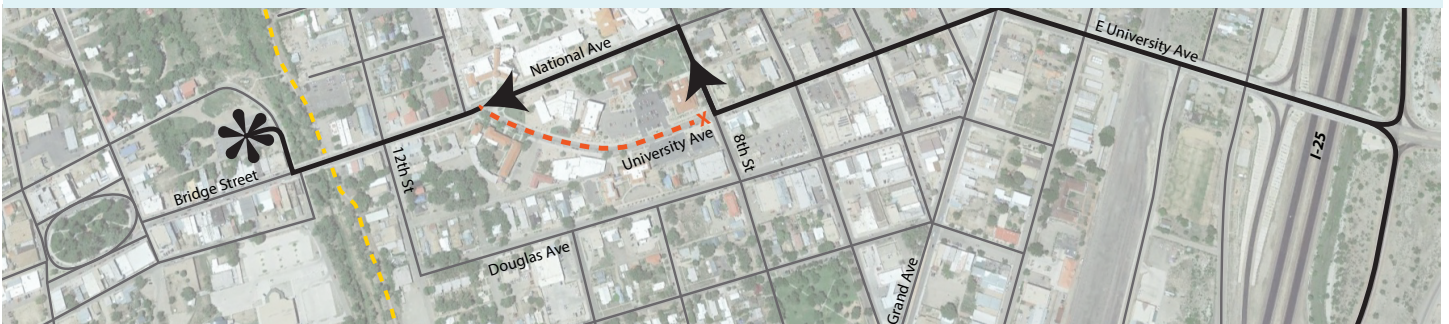 E University Ave
National Ave
I-25
X
University Ave
8th St
12th St
Bridge Street
Douglas Ave
Grand Ave